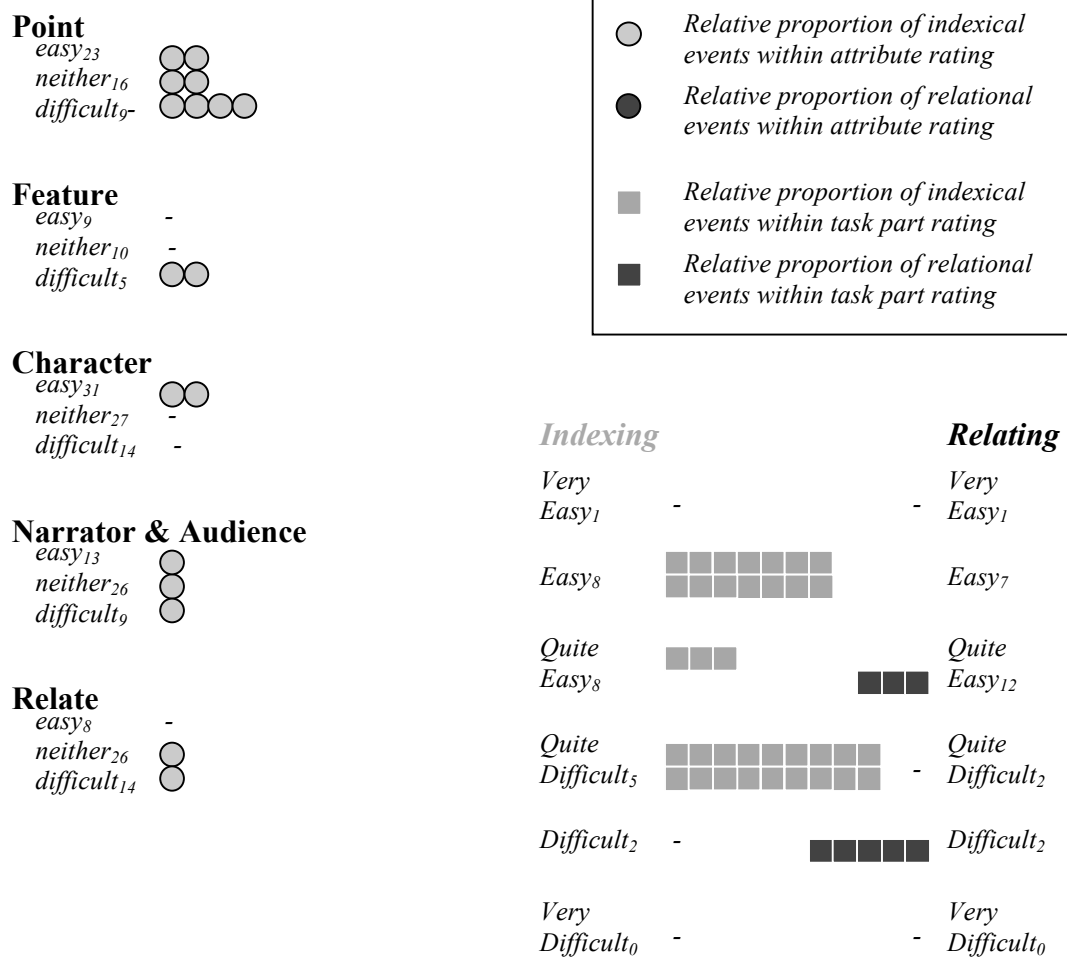 Point
easy23
neither16
difficult9-
Feature
easy9 -
neither10 -
difficult5
Character
easy31
neither27 -
difficult14 -
Narrator & Audience
easy13
neither26
difficult9
Relate
easy8 -
neither26
difficult14
Relative proportion of indexical
events within attribute rating
Relative proportion of relational
events within attribute rating
Relative proportion of indexical
events within task part rating
Relative proportion of relational
events within task part rating
Indexing Relating
Very Very
Easy1 - - Easy1
Easy8 Easy7
Quite Quite
Easy8 Easy12
Quite Quite
Difficult5 - Difficult2
Difficult2 - Difficult2
Very Very
Difficult0 - - Difficult0